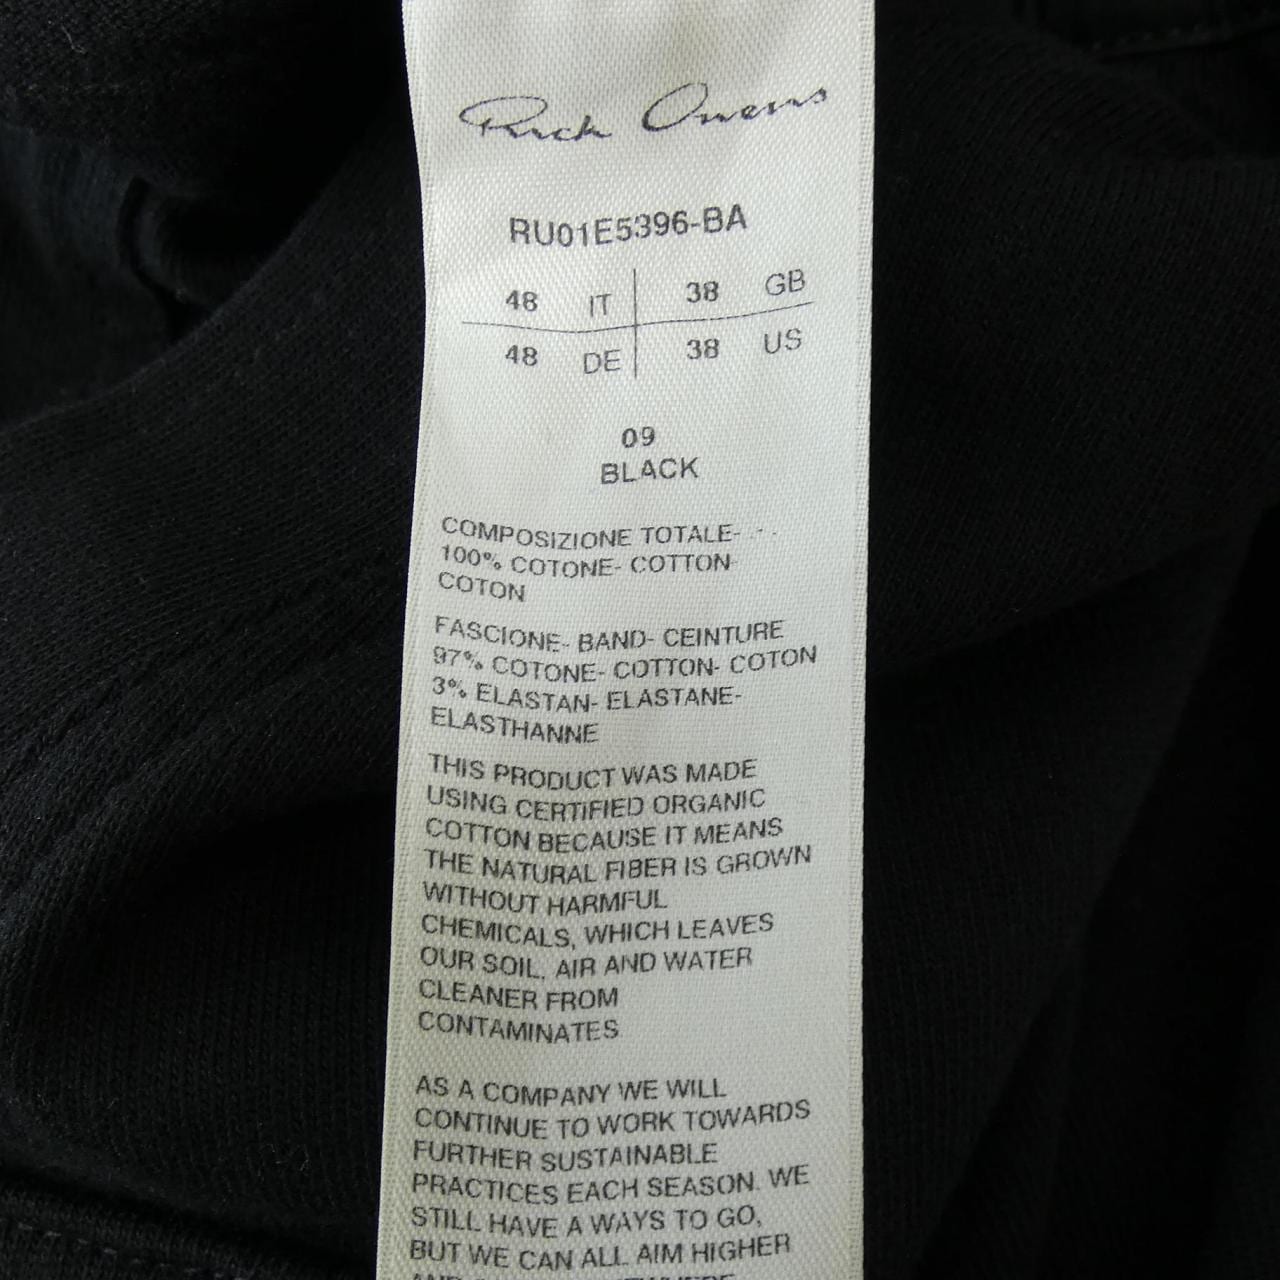 Rick Owens
RU01E5396-BA
48 IT 38 GB
48 DE 38 US
09
BLACK
COMPOSIZIONE TOTALE-
100% COTONE- COTTON-
COTON
FASCIONE- BAND- CEINTURE
97% COTONE- COTTON- COTON
3% ELASTAN- ELASTANE-
ELASTHANNE
THIS PRODUCT WAS MADE
USING CERTIFIED ORGANIC
COTTON BECAUSE IT MEANS
THE NATURAL FIBER IS GROWN
WITHOUT HARMFUL
CHEMICALS, WHICH LEAVES
OUR SOIL, AIR AND WATER
CLEANER FROM
CONTAMINATES
AS A COMPANY WE WILL
CONTINUE TO WORK TOWARDS
FURTHER SUSTAINABLE
PRACTICES EACH SEASON. WE
STILL HAVE A WAYS TO GO,
BUT WE CAN ALL AIM HIGHER